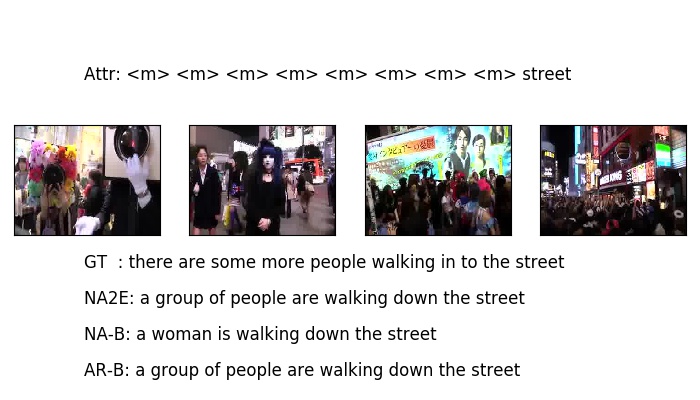 Attr: <m> <m> <m> <m> <m> <m> <m> <m> street
GT  : there are some more people walking in to the street
NA2E: a group of people are walking down the street
NA-B: a woman is walking down the street
AR-B: a group of people are walking down the street